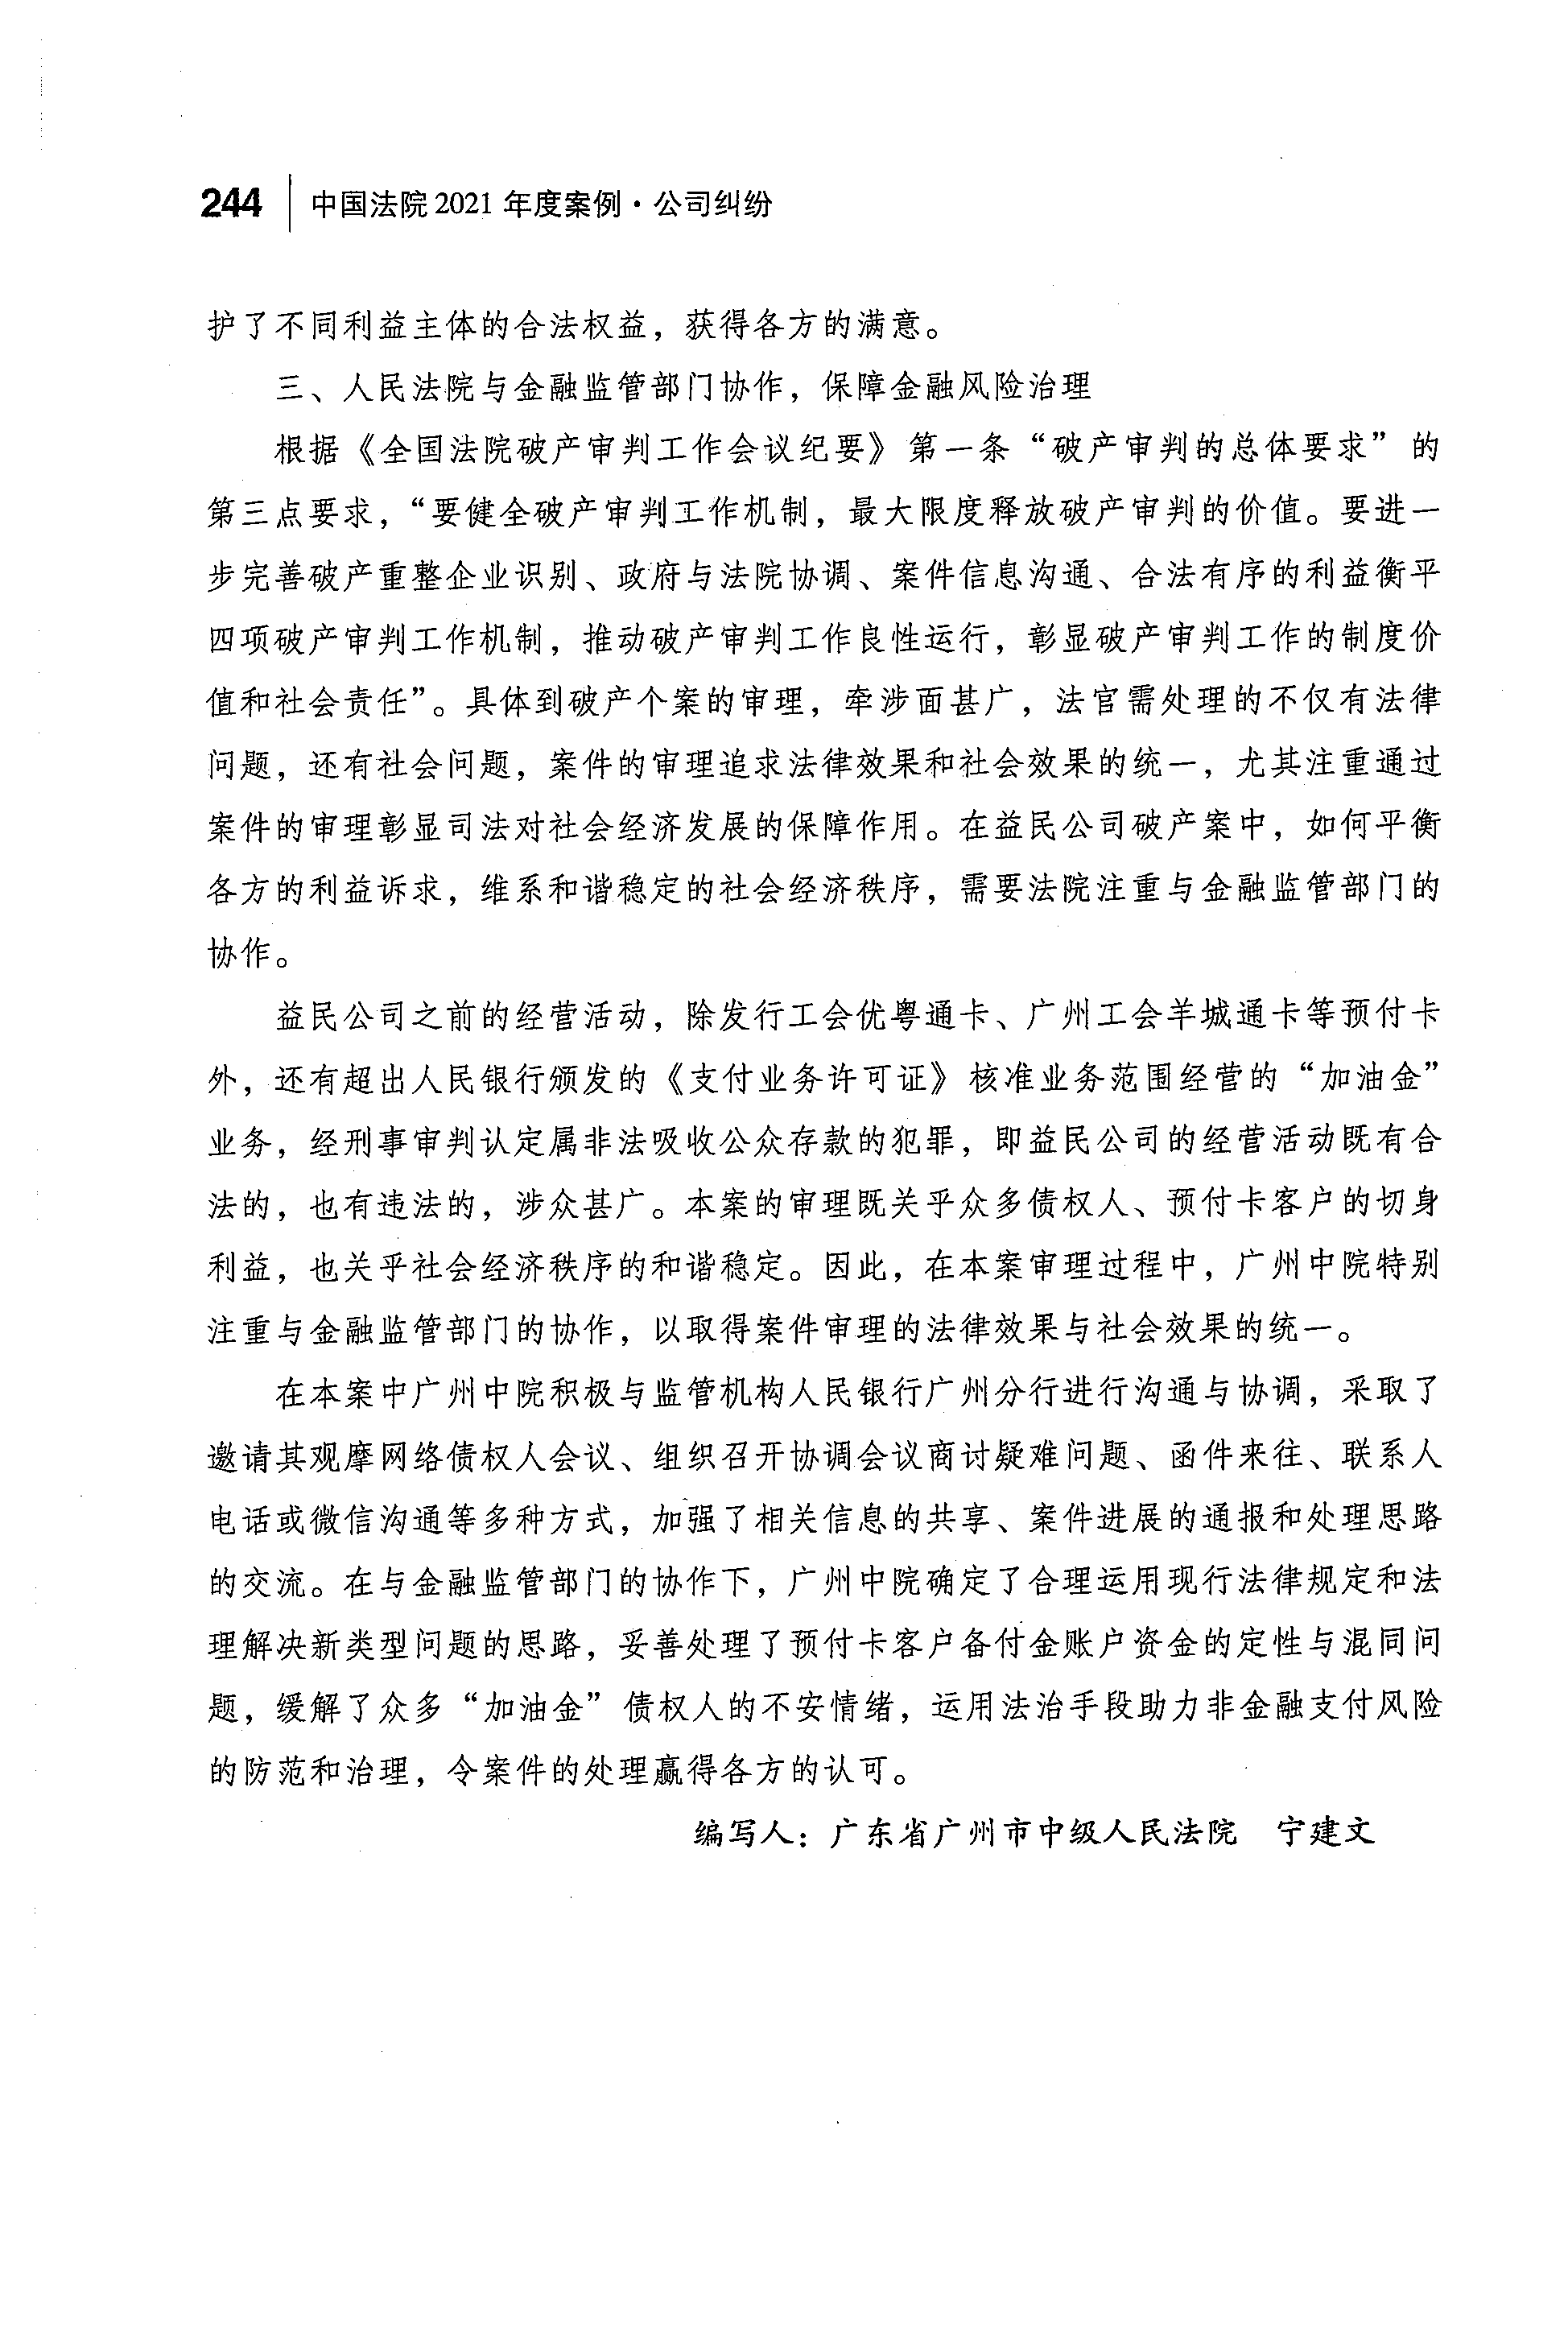 244 中国法院2021年度案例·公司纠纷
护了不同利益主体的合法权益，获得各方的满意。
三、人民法院与金融监管部门协作，保障金融风险治理
根据《全国法院破产审判工作会议纪要》第一条“破产审判的总体要求”的
第三点要求，“要健全破产审判工作机制，最大限度释放破产审判的价值。要进一
步完善破产重整企业识别、政府与法院协调、案件信息沟通、合法有序的利益衡平
四项破产审判工作机制，推动破产审判工作良性运行，彰显破产审判工作的制度价
值和社会责任”。具体到破产个案的审理，牵涉面甚广，法官需处理的不仅有法律
问题，还有社会问题，案件的审理追求法律效果和社会效果的统一，尤其注重通过
案件的审理彰显司法对社会经济发展的保障作用。在益民公司破产案中，如何平衡
各方的利益诉求，维系和谐稳定的社会经济秩序，需要法院注重与金融监管部门的
协作。
益民公司之前的经营活动，除发行工会优粤通卡、广州工会羊城通卡等预付卡
外，还有超出人民银行颁发的《支付业务许可证》核准业务范围经营的“加油金”
业务，经刑事审判认定属非法吸收公众存款的犯罪，即益民公司的经营活动既有合
法的，也有违法的，涉众甚广。本案的审理既关乎众多债权人、预付卡客户的切身
利益，也关乎社会经济秩序的和谐稳定。因此，在本案审理过程中，广州中院特别
注重与金融监管部门的协作，以取得案件审理的法律效果与社会效果的统一。
在本案中广州中院积极与监管机构人民银行广州分行进行沟通与协调，采取了
邀请其观摩网络债权人会议、组织召开协调会议商讨疑难问题、函件来往、联系人
电话或微信沟通等多种方式，加强了相关信息的共享、案件进展的通报和处理思路
的交流。在与金融监管部门的协作下，广州中院确定了合理运用现行法律规定和法
理解决新类型问题的思路，妥善处理了预付卡客户备付金账户资金的定性与混同问
题，缓解了众多“加油金”债权人的不安情绪，运用法治手段助力非金融支付风险
的防范和治理，令案件的处理赢得各方的认可。
编写人：广东省广州市中级人民法院 宁建文